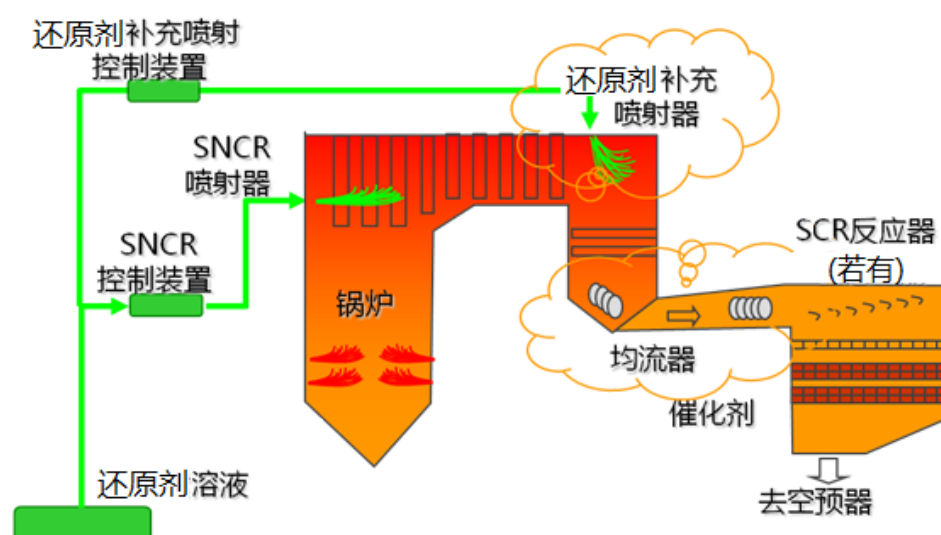 还原剂补充喷射
控制装置
还原剂补充
喷射器
SNCR
喷射器
SNCR
控制装置
SCR反应器
(若有)
锅炉
均流器
催化剂
还原剂溶液
去空预器